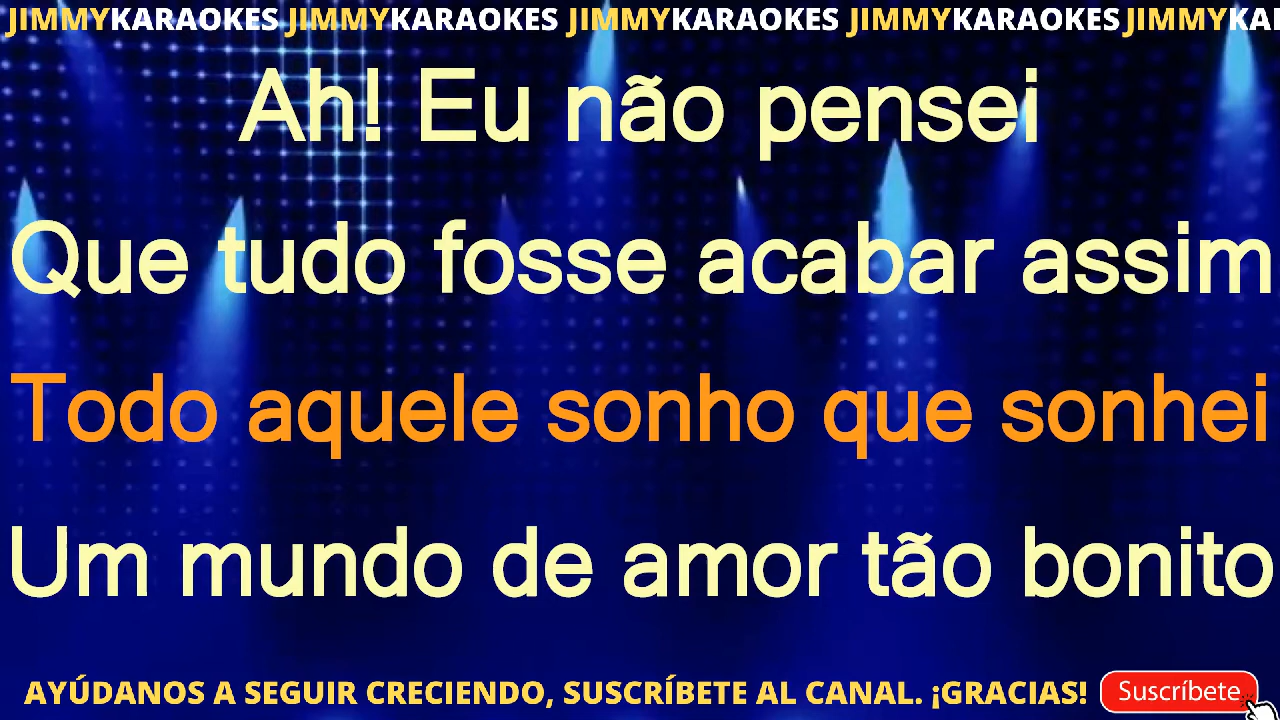 JIMMYKARAOKES JIMMYKARAOKES JIMMYKARAOKES JIMMYKARAOKES JIMMYKA
Ah! Eu não pensei
Que tudo fosse acabar assim
Todo aquele sonho que sonhei
Um mundo de amor tão bonito
AYÚDANOS A SEGUIR CRECIENDO, SUSCRÍBETE AL CANAL. ¡GRACIAS! Suscríbete